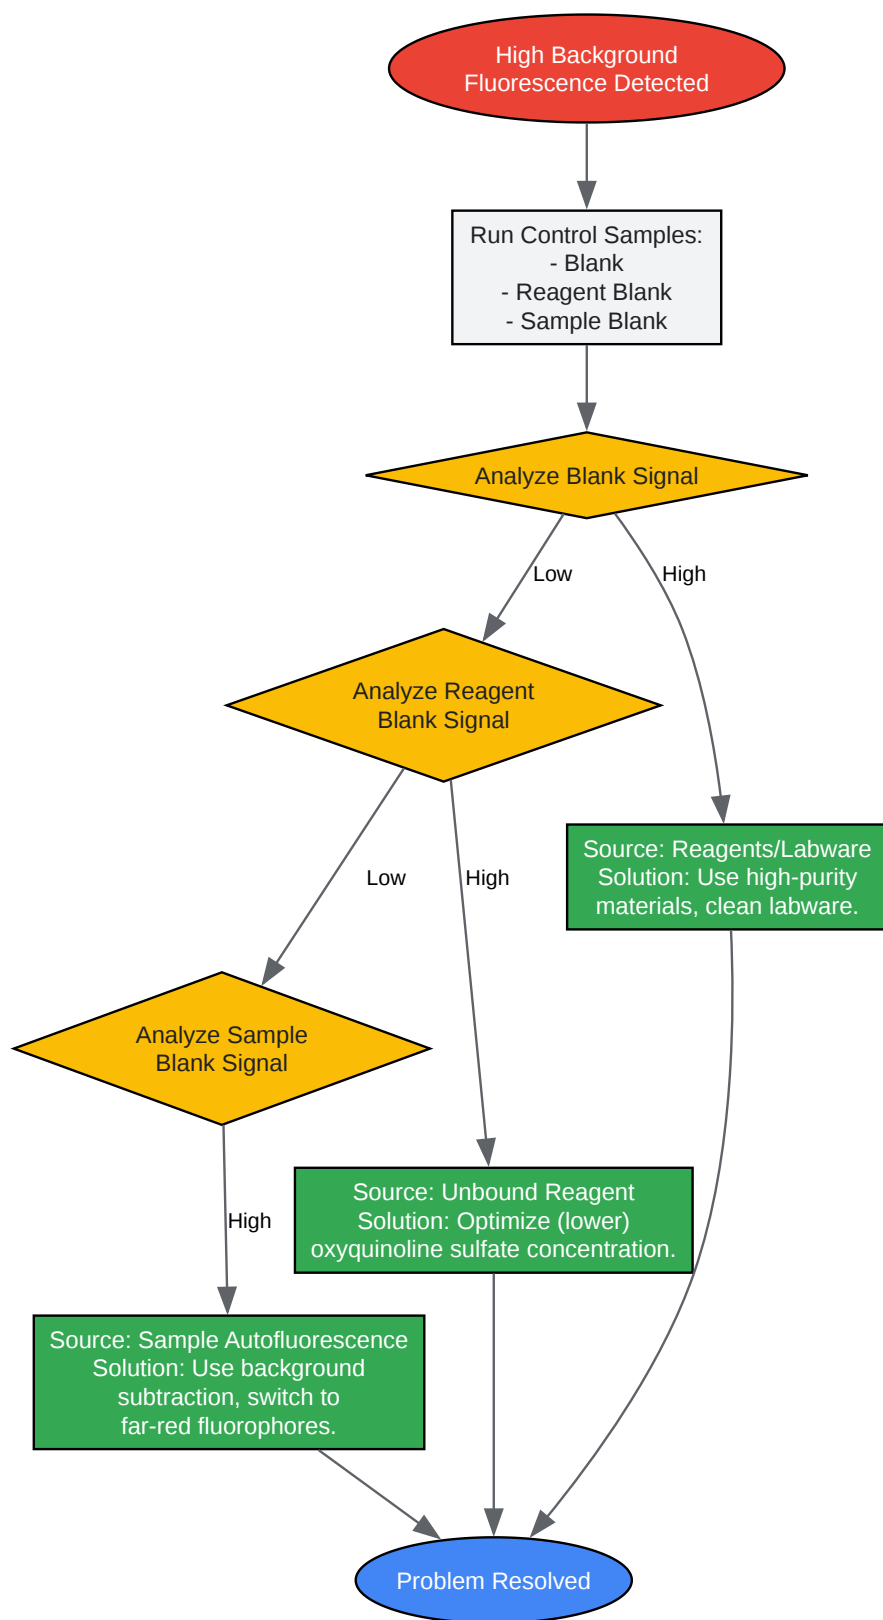 High Background
Fluorescence Detected
Run Control Samples:
- Blank
- Reagent Blank
- Sample Blank
Analyze Blank Signal
Low
High
Analyze Reagent
Blank Signal
Source: Reagents/Labware
Solution: Use high-purity
materials, clean labware.
Low
High
Analyze Sample
Blank Signal
Source: Unbound Reagent
Solution: Optimize (lower)
oxyquinoline sulfate concentration.
High
Source: Sample Autofluorescence
Solution: Use background
subtraction, switch to
far-red fluorophores.
Problem Resolved